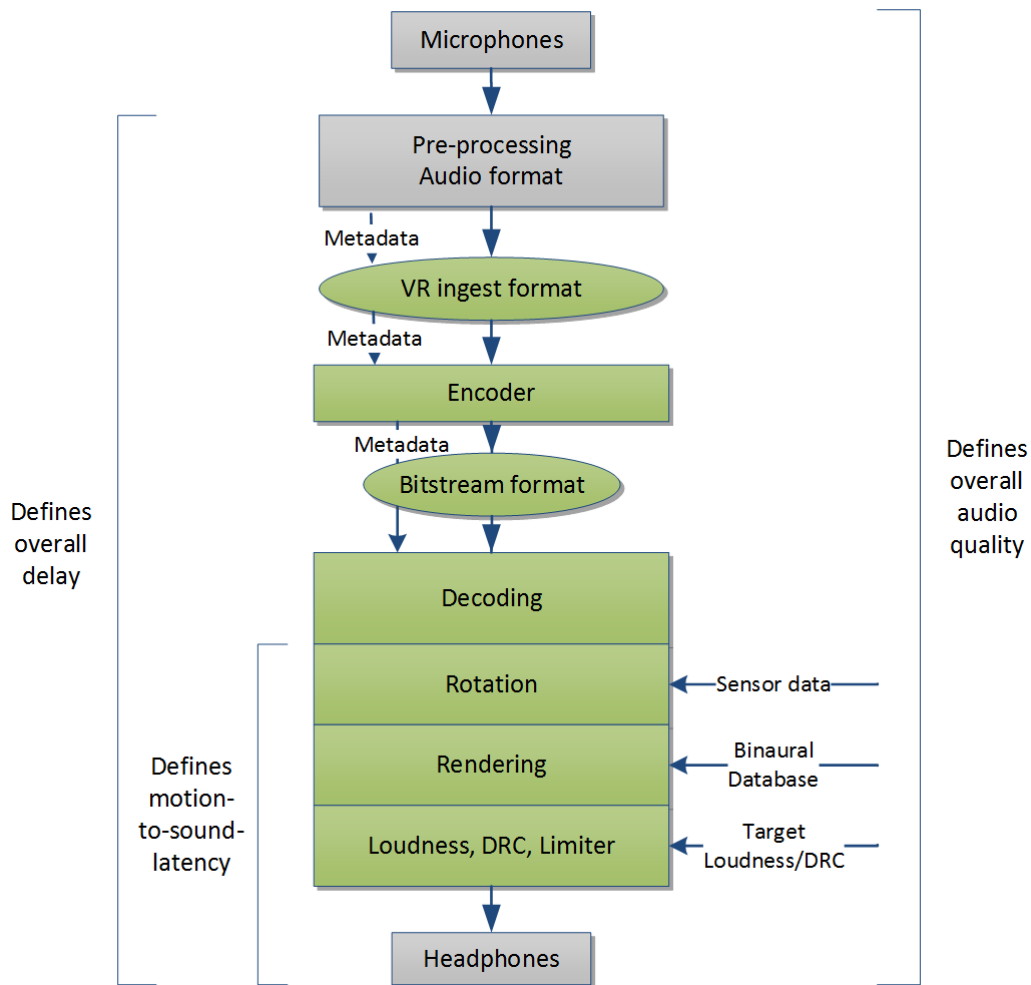 Microphones
Pre-processing
Audio format
Metadata
VR ingest format
Metadata
Encoder
Metadata
Bitstream format
Defines
overall
delay
Defines
overall
audio
quality
Decoding
Rotation
Sensor data
Rendering
Binaural
Database
Defines
motion-
to-sound-
latency
Loudness, DRC, Limiter
Target
Loudness/DRC
Headphones